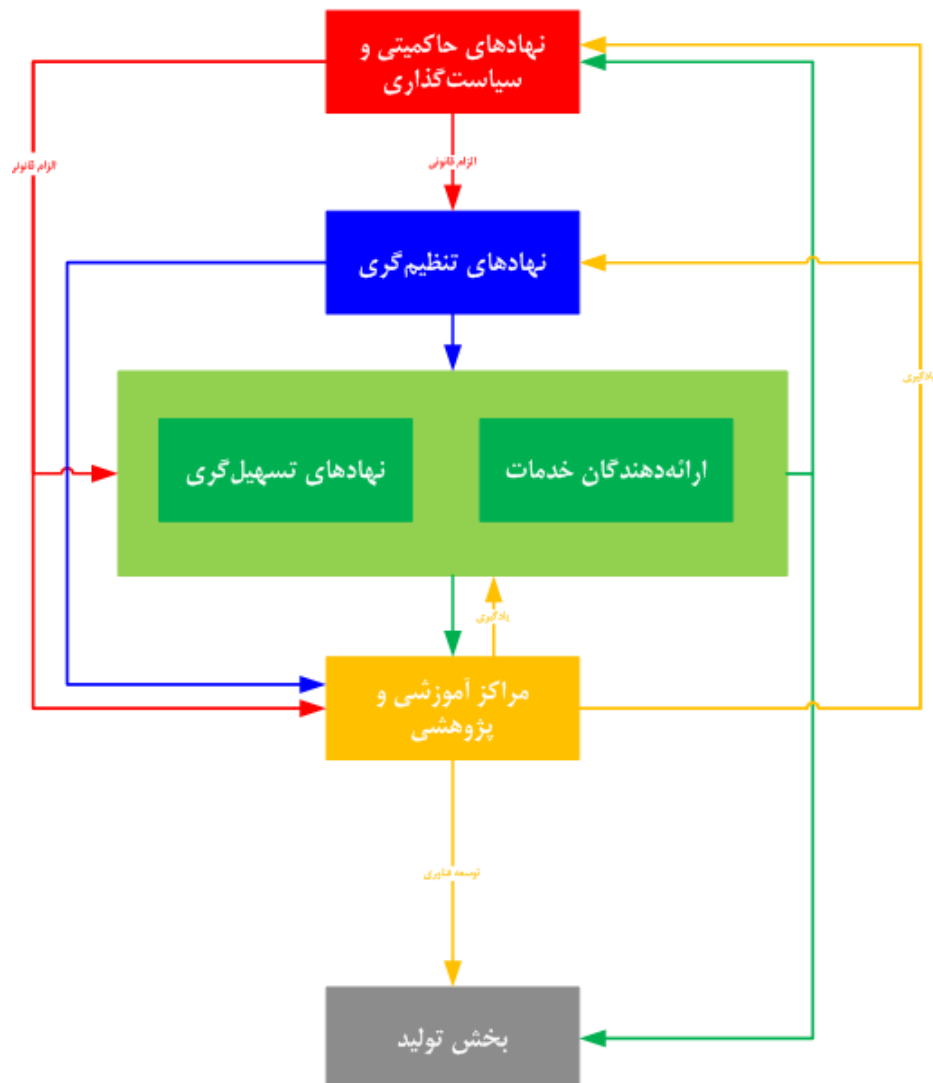 نهادهای حاکمیتی و
سیاست‌گذاری
الزام قانونی
الزام قانونی
نهادهای تنظیم‌گری
یادگیری
ارائه‌دهندگان خدمات
نهادهای تسهیل‌گری
یادگیری
مراکز آموزشی و
پژوهشی
توسعه فناوری
بخش تولید